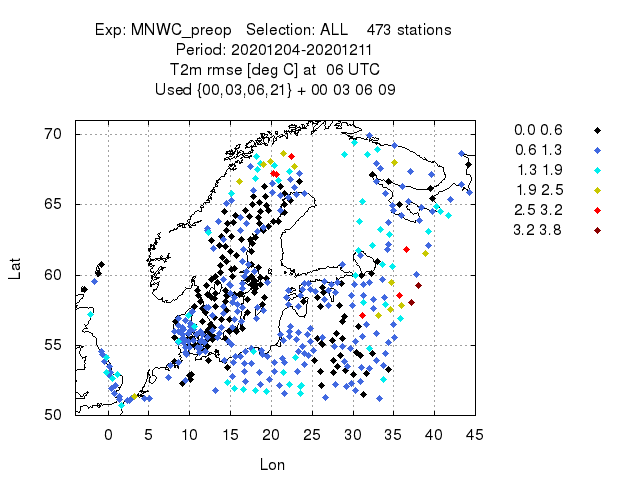 Exp: MNWC_preop   Selection: ALL    473 stations
Period: 20201204-20201211
T2m rmse [deg C] at  06 UTC
Used {00,03,06,21} + 00 03 06 09
0.0 0.6
0.6 1.3
1.3 1.9
1.9 2.5
2.5 3.2
3.2 3.8
70
65
60
55
50
Lat
0 5 10 15 20 25 30 35 40 45
Lon